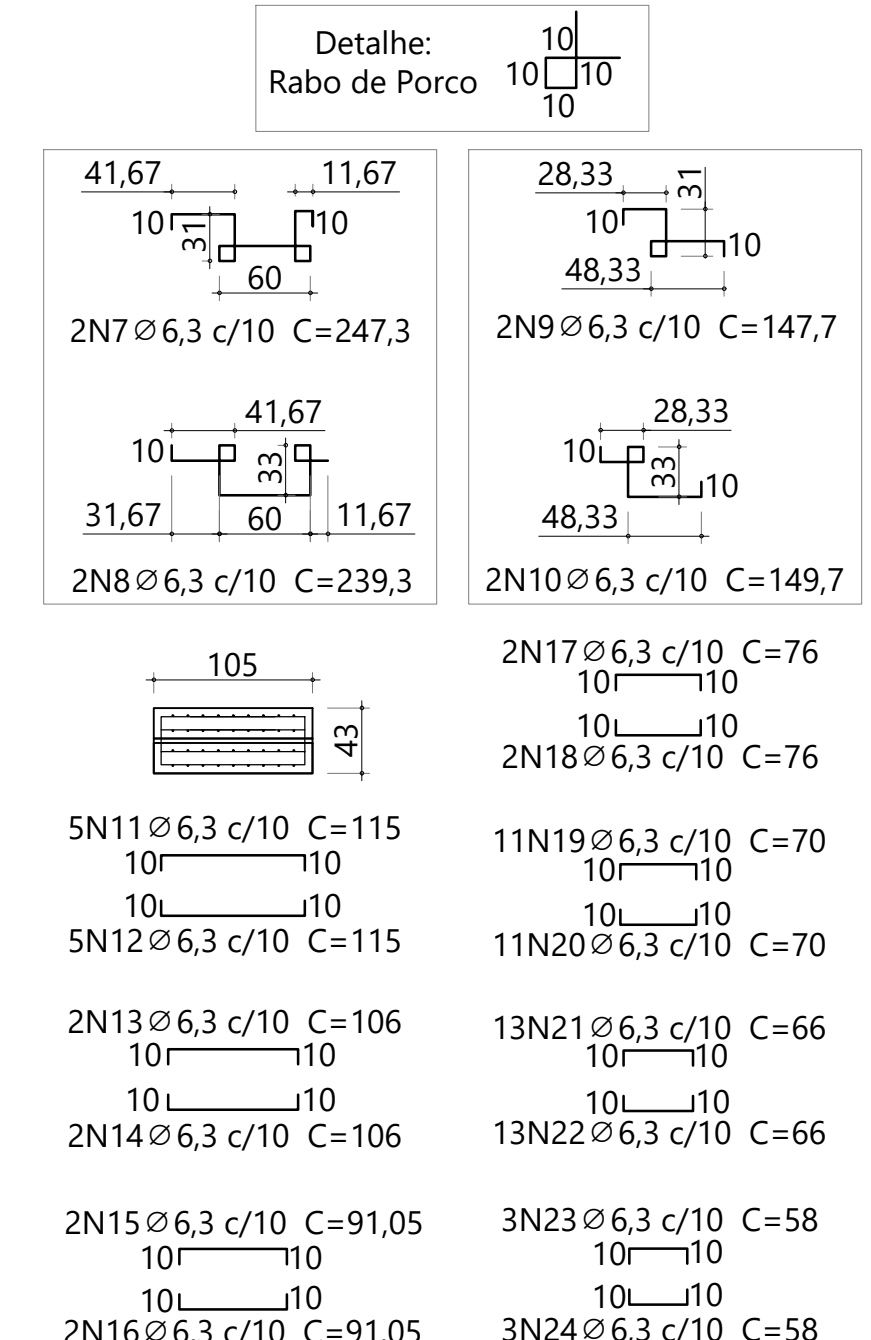 Detalhe:
Rabo de Porco
10
10 10
10
41,67 11,67
10 31 10
60
2N7∅6,3 c/10 C=247,3
41,67
10 33
31,67 60 11,67
2N8∅6,3 c/10 C=239,3
28,33 31
10 10
48,33
2N9∅6,3 c/10 C=147,7
28,33
10 33 10
48,33
2N10∅6,3 c/10 C=149,7
105
43
5N11∅6,3 c/10 C=115
10 10
10 10
5N12∅6,3 c/10 C=115
2N13∅6,3 c/10 C=106
10 10
10 10
2N14∅6,3 c/10 C=106
2N15∅6,3 c/10 C=91,05
10 10
10 10
2N16∅6,3 c/10 C=91,05
2N17∅6,3 c/10 C=76
10 10
10 10
2N18∅6,3 c/10 C=76
11N19∅6,3 c/10 C=70
10 10
10 10
11N20∅6,3 c/10 C=70
13N21∅6,3 c/10 C=66
10 10
10 10
13N22∅6,3 c/10 C=66
3N23∅6,3 c/10 C=58
10 10
10 10
3N24∅6,3 c/10 C=58